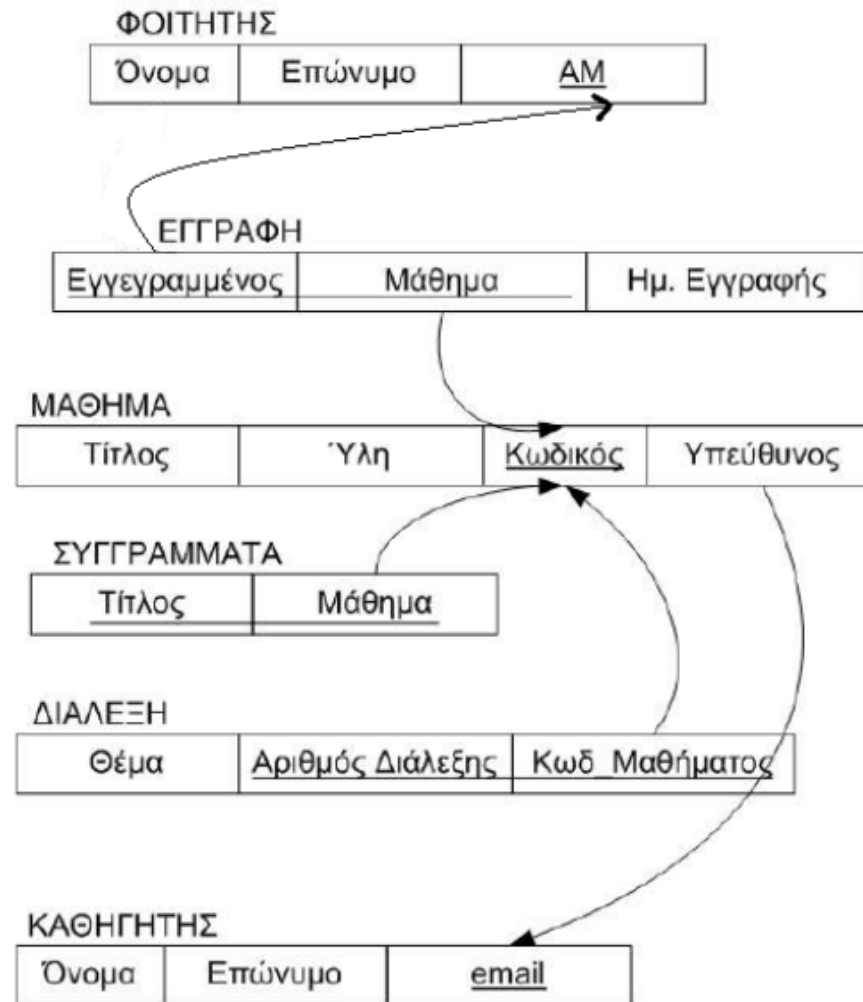 ΦΟΙΤΗΤΗΣ
Όνομα Επώνυμο ΑΜ
ΕΓΓΡΑΦΗ
Εγγεγραμμένος Μάθημα Ημ. Εγγραφής
ΜΑΘΗΜΑ
Τίτλος Ύλη Κωδικός Υπεύθυνος
ΣΥΓΓΡΑΜΜΑΤΑ
Τίτλος Μάθημα
ΔΙΑΛΕΞΗ
Θέμα Αριθμός Διάλεξης Κωδ_Μαθήματος
ΚΑΘΗΓΗΤΗΣ
Όνομα Επώνυμο email